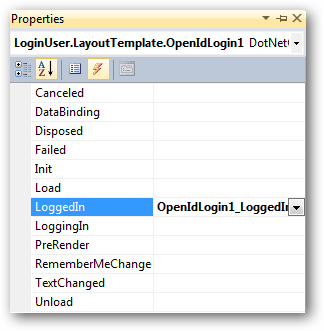 Properties
LoginUser.LayoutTemplate.OpenIdLogin1 DotNet
Canceled
DataBinding
Disposed
Failed
Init
Load
LoggedIn OpenIdLogin1_LoggedIn
LoggingIn
PreRender
RememberMeChange
TextChanged
Unload